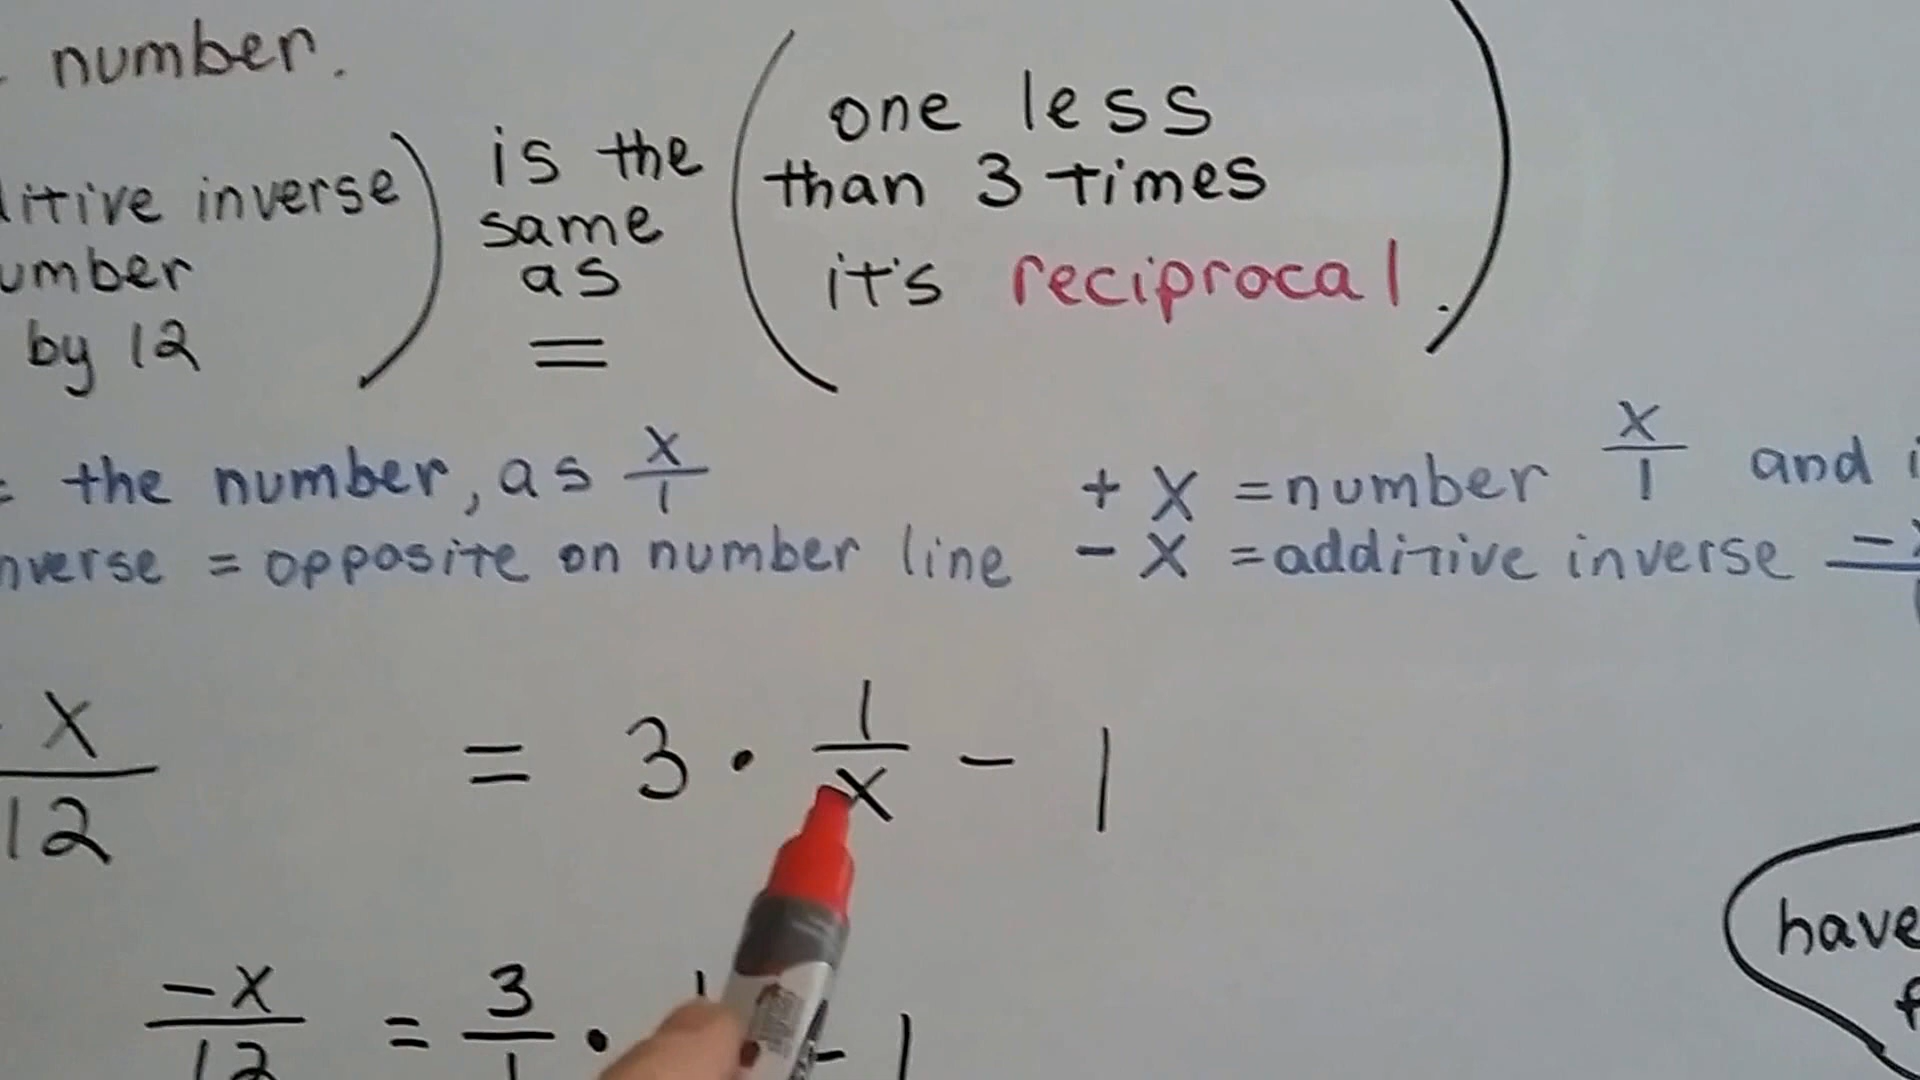 number.
one less
than 3 times
it's reciprocal.
is the
same
as
=
itive inverse
umber
by 12
= the number, as x/1
+ x = number x/1 and
nverse = opposite on number line
- x = additive inverse
x/12 = 3 · 1/x - 1
-x/12 = 3/1 · - 1
have